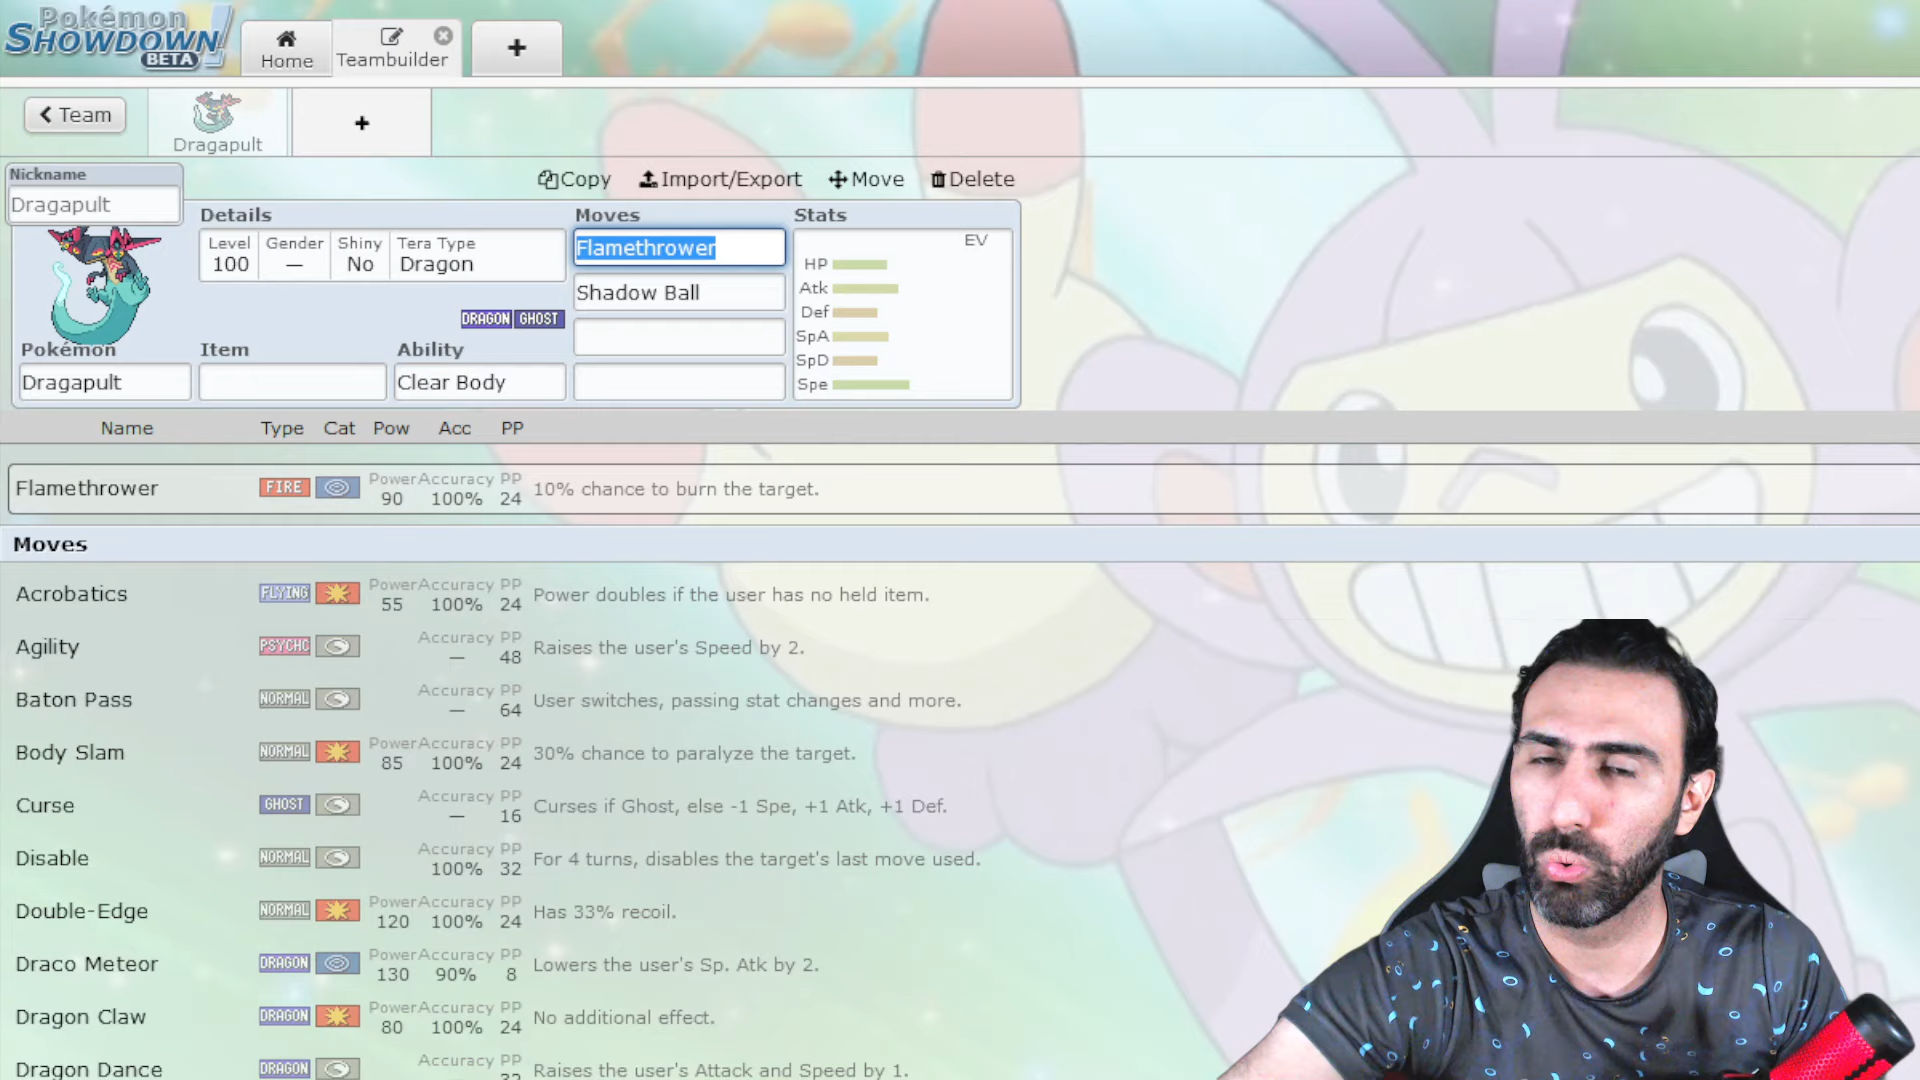 Pokémon
SHOWDOWN!
BETA
Home
Teambuilder
+
Team
Dragapult
+
Nickname
Dragapult
Copy
Import/Export
Move
Delete
Details
Moves
Stats
Level
100
Gender
—
Shiny
No
Tera Type
Dragon
DRAGON GHOST
Pokémon
Dragapult
Item
Ability
Clear Body
Flamethrower
Shadow Ball
EV
HP
Atk
Def
SpA
SpD
Spe
Name Type Cat Pow Acc PP
Flamethrower FIRE Power 90 Accuracy 100% PP 24 10% chance to burn the target.
Moves
Acrobatics FLYING Power 55 Accuracy 100% PP 24 Power doubles if the user has no held item.
Agility PSYCHC Accuracy — PP 48 Raises the user's Speed by 2.
Baton Pass NORMAL Accuracy — PP 64 User switches, passing stat changes and more.
Body Slam NORMAL Power 85 Accuracy 100% PP 24 30% chance to paralyze the target.
Curse GHOST Accuracy — PP 16 Curses if Ghost, else -1 Spe, +1 Atk, +1 Def.
Disable NORMAL Accuracy 100% PP 32 For 4 turns, disables the target's last move used.
Double-Edge NORMAL Power 120 Accuracy 100% PP 24 Has 33% recoil.
Draco Meteor DRAGON Power 130 Accuracy 90% PP 8 Lowers the user's Sp. Atk by 2.
Dragon Claw DRAGON Power 80 Accuracy 100% PP 24 No additional effect.
Dragon Dance DRAGON Accuracy PP 32 Raises the user's Attack and Speed by 1.